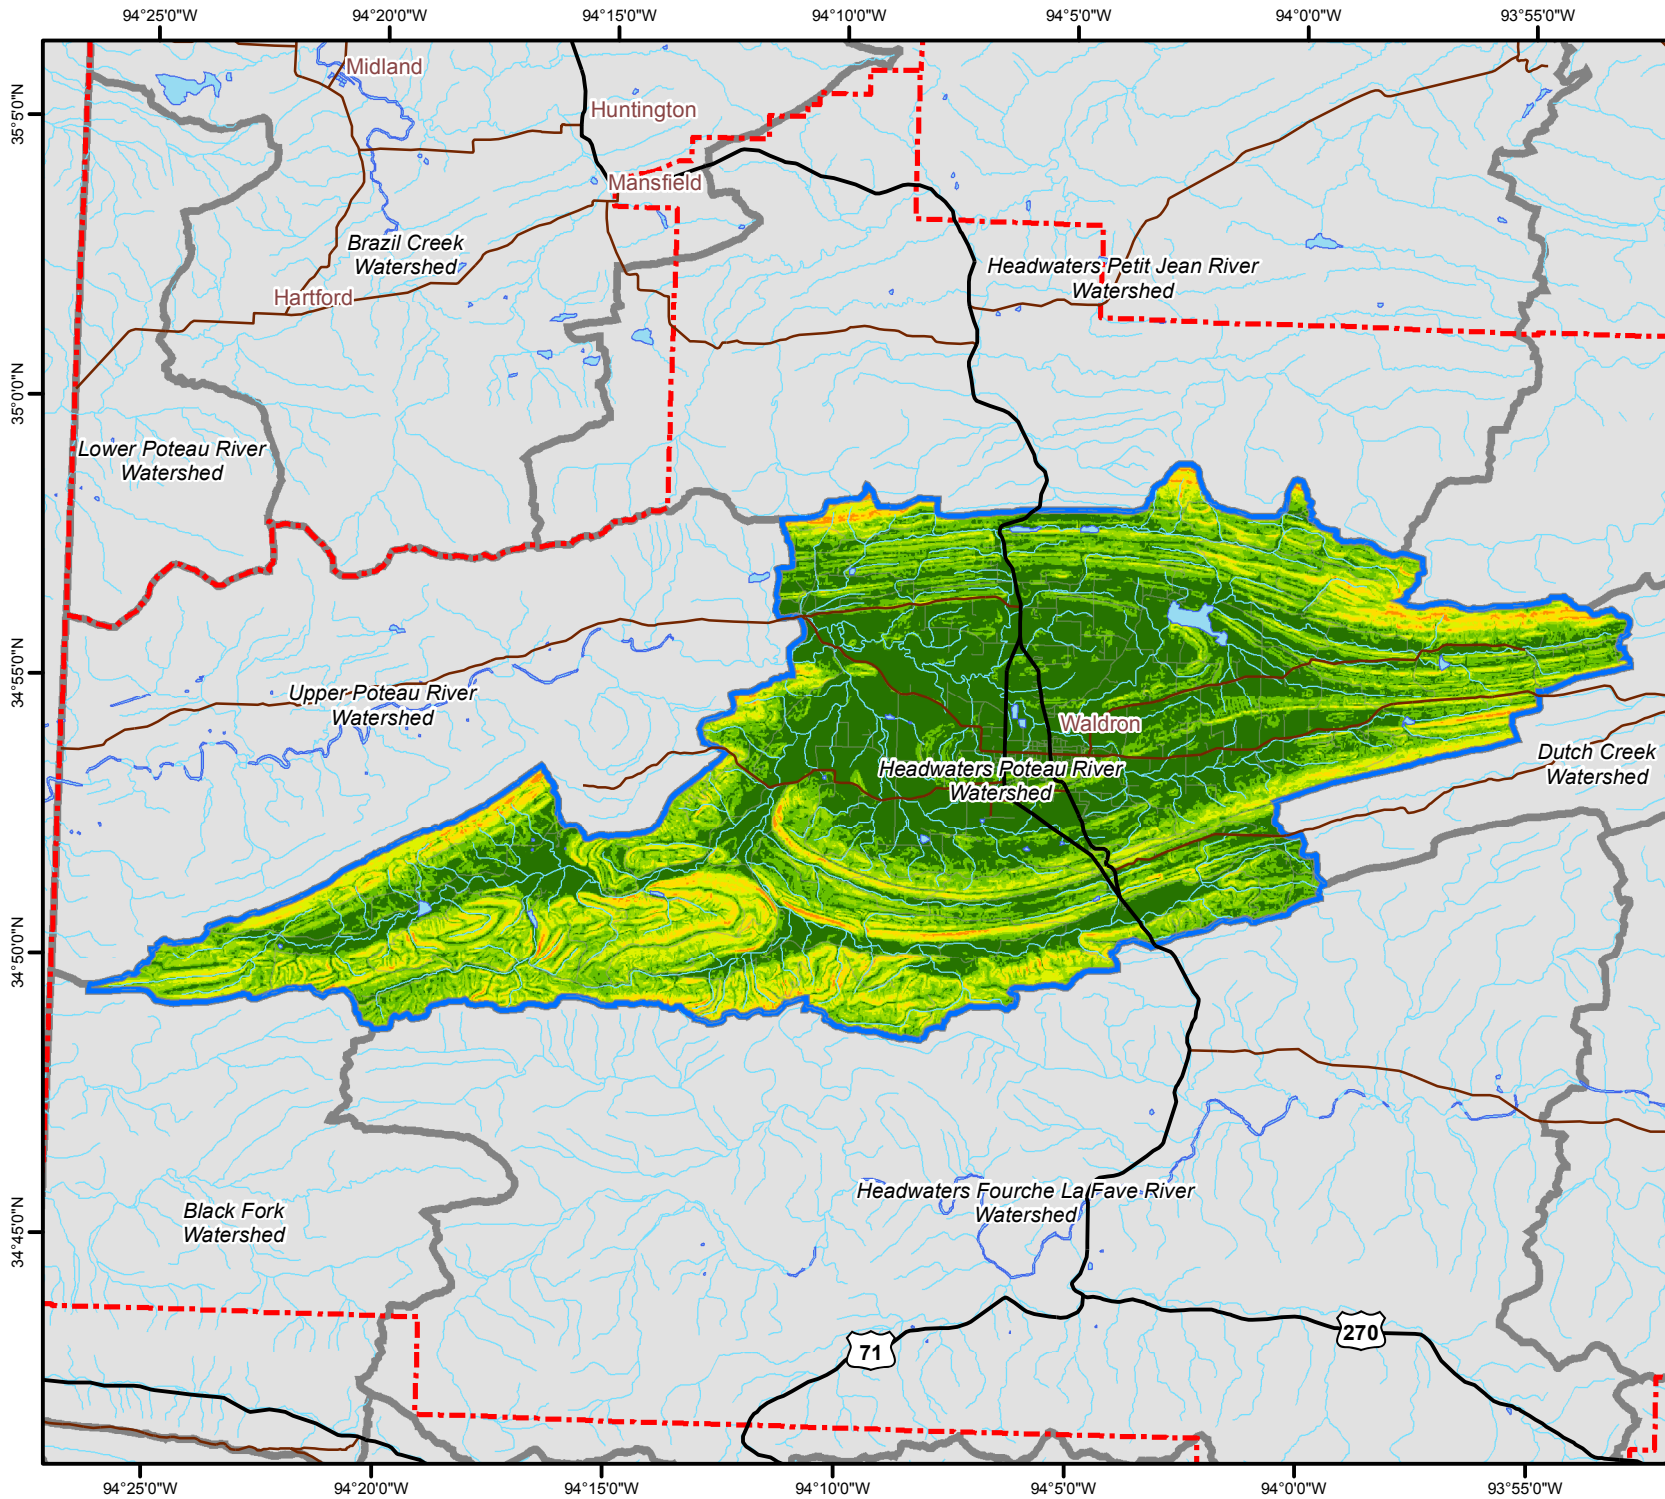 94°25'0"W 94°20'0"W 94°15'0"W 94°10'0"W 94°5'0"W 94°0'0"W 93°55'0"W
Midland
Huntington
35°5'0"N
Mansfield
Brazil Creek
Watershed
Headwaters Petit Jean River
Watershed
Hartford
35°0'0"N
Lower Poteau River
Watershed
34°55'0"N
Upper Poteau River
Watershed
Waldron
Dutch Creek
Watershed
Headwaters Poteau River
Watershed
34°50'0"N
Headwaters Fourche La Fave River
Watershed
Black Fork
Watershed
34°45'0"N
270
71
94°25'0"W 94°20'0"W 94°15'0"W 94°10'0"W 94°5'0"W 94°0'0"W 93°55'0"W